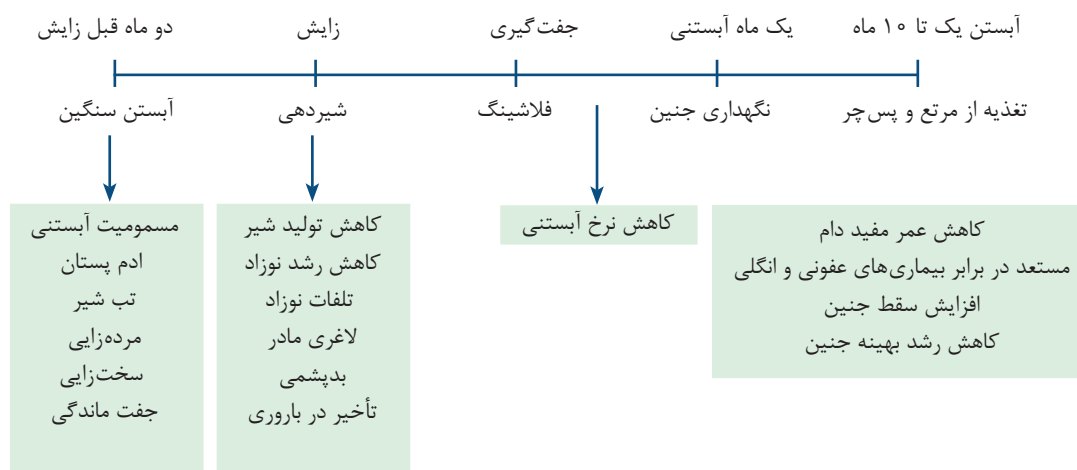 آبستن یک تا ۱۰ ماه
یک ماه آبستنی
جفت‌گیری
زایش
دو ماه قبل زایش
تغذیه از مرتع و پس‌چر
نگهداری جنین
فلاشینگ
شیردهی
آبستن سنگین
کاهش عمر مفید دام
مستعد در برابر بیماری‌های عفونی و انگلی
افزایش سقط جنین
کاهش رشد بهینه جنین
کاهش نرخ آبستنی
کاهش تولید شیر
کاهش رشد نوزاد
تلفات نوزاد
لاغری مادر
بدپشمی
تأخیر در باروری
مسمومیت آبستنی
ادم پستان
تب شیر
مرده‌زایی
سخت‌زایی
جفت ماندگی